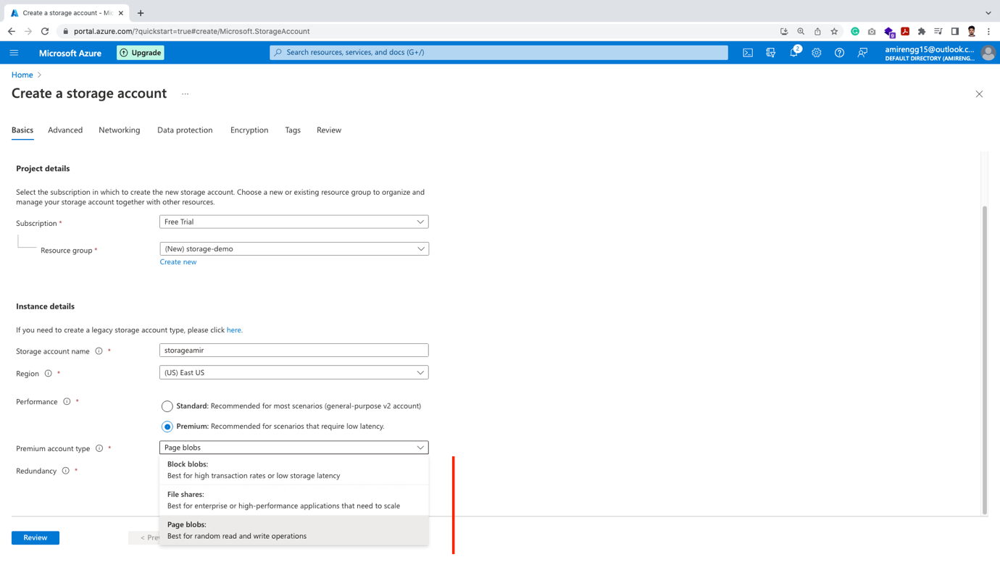 Create a storage account - Mic
portal.azure.com/?quickstart=true#create/Microsoft.StorageAccount
9
Microsoft Azure
Upgrade
Search resources, services, and docs (G+/)
2
amirengg15@outlook.c...
DEFAULT DIRECTORY (AMIRENG...
Home
Create a storage account
...
Basics Advanced Networking Data protection Encryption Tags Review
Project details
Select the subscription in which to create the new storage account. Choose a new or existing resource group to organize and
manage your storage account together with other resources.
Subscription *
Free Trial
Resource group *
(New) storage-demo
Create new
Instance details
If you need to create a legacy storage account type, please click here.
Storage account name *
storageamir
Region *
(US) East US
Performance *
Standard: Recommended for most scenarios (general-purpose v2 account)
Premium: Recommended for scenarios that require low latency.
Premium account type *
Page blobs
Block blobs:
Best for high transaction rates or low storage latency
Redundancy *
File shares:
Best for enterprise or high-performance applications that need to scale
Page blobs:
Best for random read and write operations
Review
< Prev